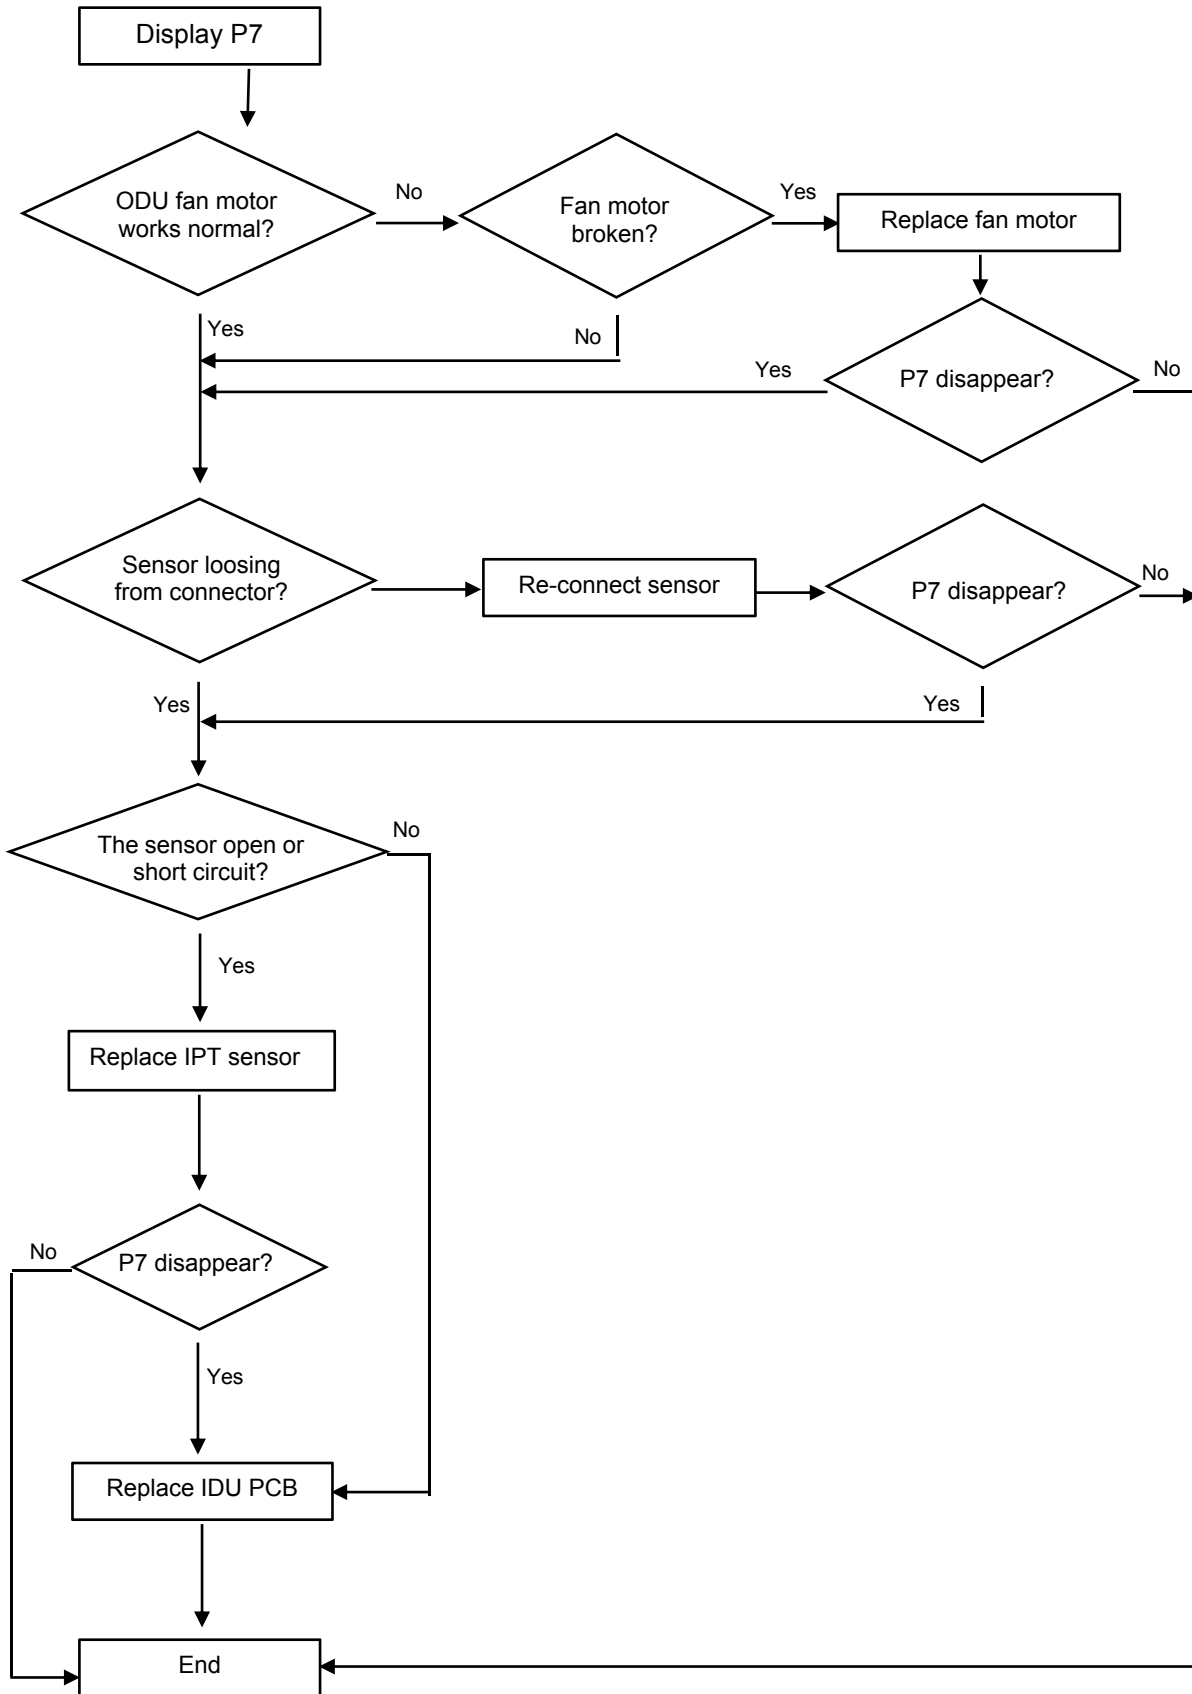 Display P7
ODU fan motor
works normal?
No
Fan motor
broken?
Yes
Replace fan motor
Yes
No
Yes
P7 disappear?
No
Sensor loosing
from connector?
Re-connect sensor
P7 disappear?
No
Yes
Yes
The sensor open or
short circuit?
No
Yes
Replace IPT sensor
No
P7 disappear?
Yes
Replace IDU PCB
End